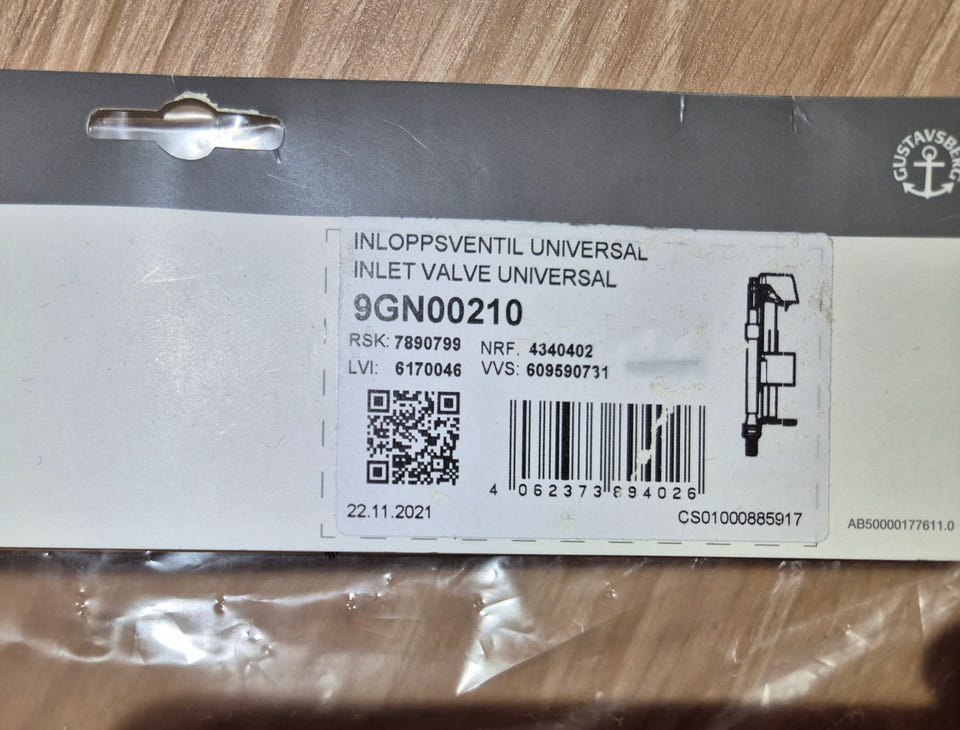 GUSTAVSBERG
INLOPPSVENTIL UNIVERSAL
INLET VALVE UNIVERSAL
9GN00210
RSK: 7890799 NRF. 4340402
LVI: 6170046 VVS: 609590731
4 062373 894026
22.11.2021 CS01000885917
AB50000177611.0